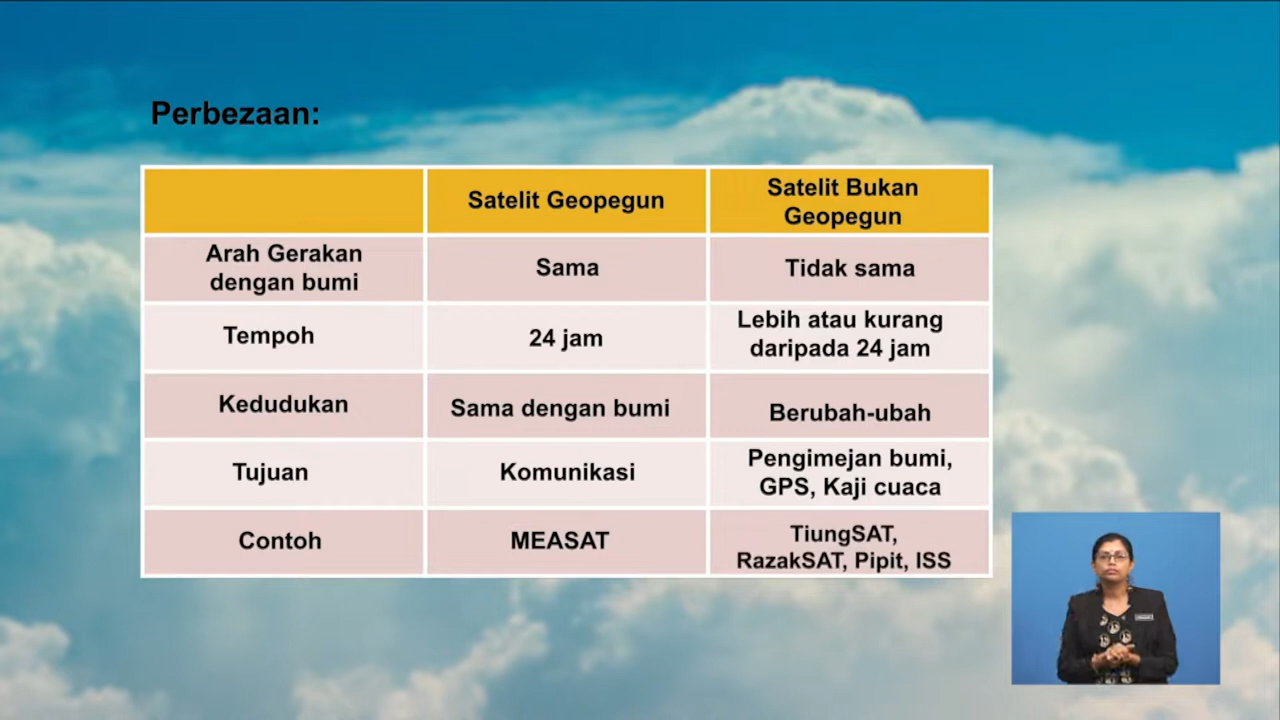 Perbezaan:
Satelit Geopegun
Satelit Bukan
Geopegun
Arah Gerakan
dengan bumi
Sama
Tidak sama
Tempoh
24 jam
Lebih atau kurang
daripada 24 jam
Kedudukan
Sama dengan bumi
Berubah-ubah
Tujuan
Komunikasi
Pengimejan bumi,
GPS, Kaji cuaca
Contoh
MEASAT
TiungSAT,
RazakSAT, Pipit, ISS